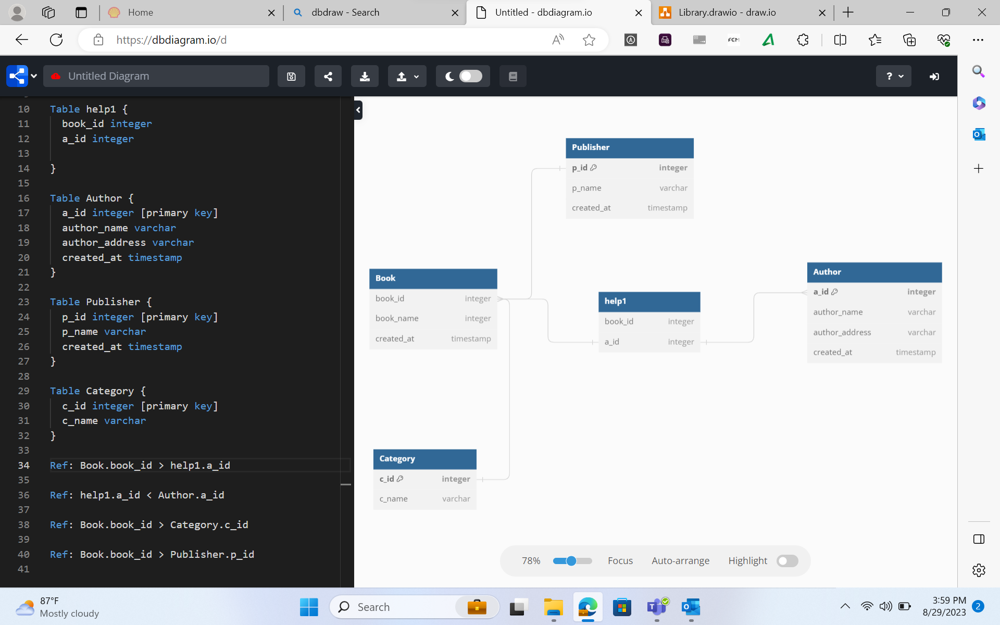 Home
dbdraw - Search
Untitled - dbdiagram.io
Library.drawio - draw.io
https://dbdiagram.io/d
FCM
Untitled Diagram
?
10 Table help1 {
11 book_id integer
12 a_id integer
13
14 }
15
16 Table Author {
17 a_id integer [primary key]
18 author_name varchar
19 author_address varchar
20 created_at timestamp
21 }
22
23 Table Publisher {
24 p_id integer [primary key]
25 p_name varchar
26 created_at timestamp
27 }
28
29 Table Category {
30 c_id integer [primary key]
31 c_name varchar
32 }
33
34 Ref: Book.book_id > help1.a_id
35
36 Ref: help1.a_id < Author.a_id
37
38 Ref: Book.book_id > Category.c_id
39
40 Ref: Book.book_id > Publisher.p_id
41
Publisher
p_id integer
p_name varchar
created_at timestamp
Book
book_id integer
book_name integer
created_at timestamp
help1
book_id integer
a_id integer
Author
a_id integer
author_name varchar
author_address varchar
created_at timestamp
Category
c_id integer
c_name varchar
78% Focus Auto-arrange Highlight
87°F
Mostly cloudy
Search
3:59 PM
8/29/2023
2